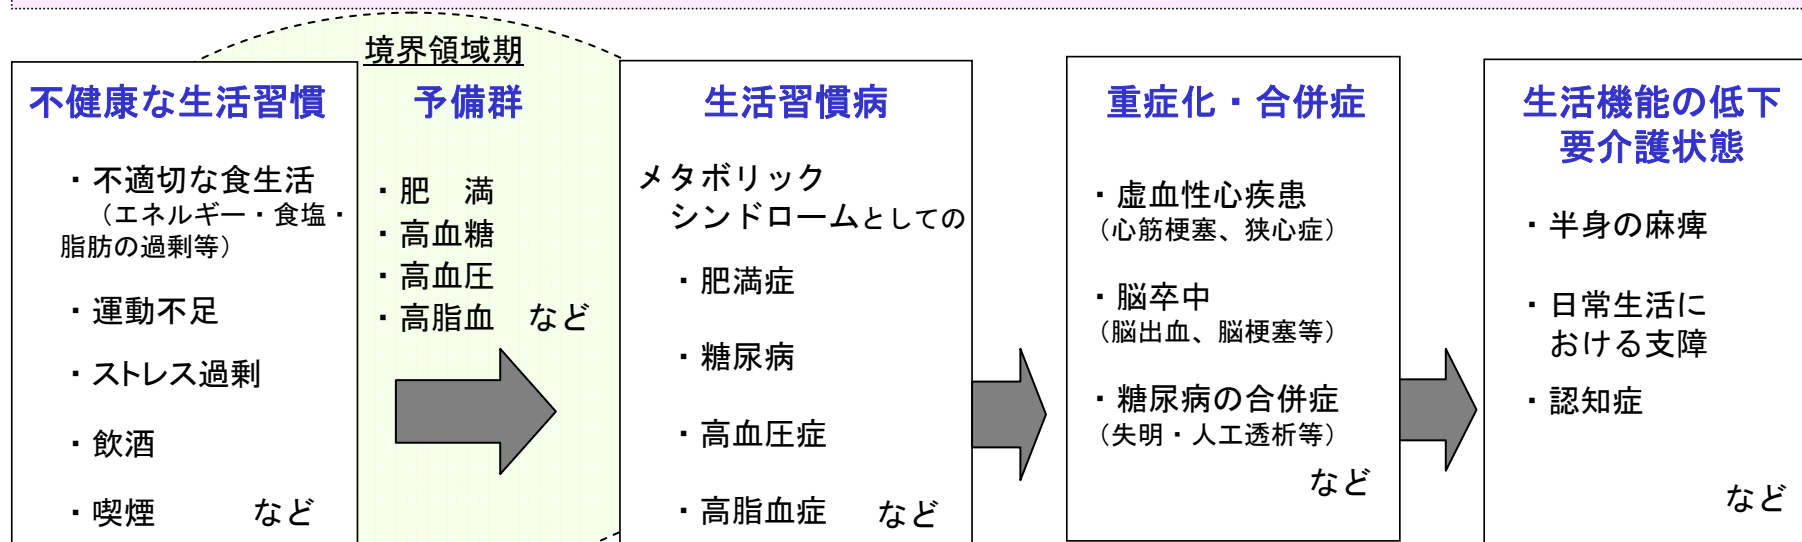 境界領域期
不健康な生活習慣
・不適切な食生活
（エネルギー・食塩・
脂肪の過剰等）
・運動不足
・ストレス過剰
・飲酒
・喫煙　　　など
予備群
・肥　満
・高血糖
・高血圧
・高脂血　など
生活習慣病
メタボリック
シンドロームとしての
・肥満症
・糖尿病
・高血圧症
・高脂血症　など
重症化・合併症
・虚血性心疾患
（心筋梗塞、狭心症）
・脳卒中
（脳出血、脳梗塞等）
・糖尿病の合併症
（失明・人工透析等）
など
生活機能の低下
要介護状態
・半身の麻痺
・日常生活に
おける支障
・認知症
など